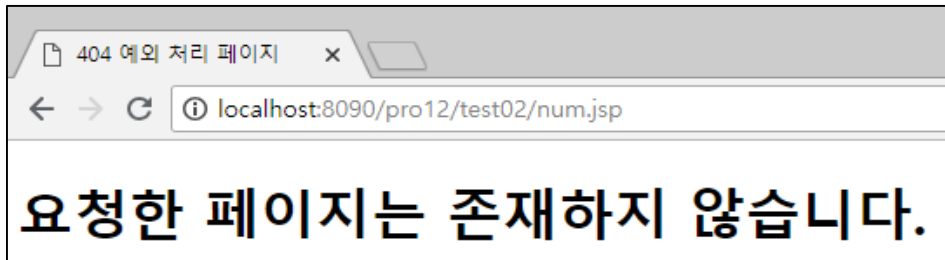 404 예외 처리 페이지
localhost:8090/pro12/test02/num.jsp
요청한 페이지는 존재하지 않습니다.